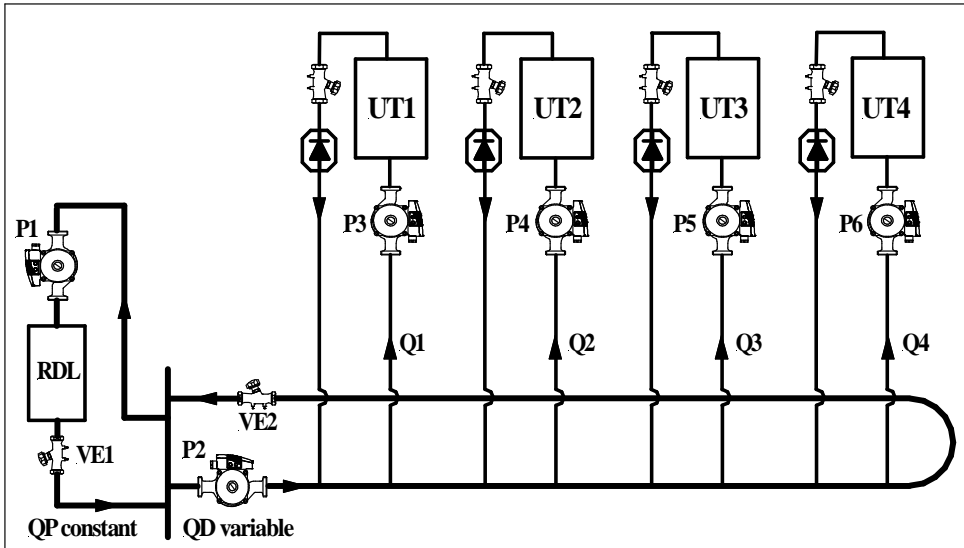 UT1
UT2
UT3
UT4
P1
P3
P4
P5
P6
RDL
Q1
Q2
Q3
Q4
VE2
VE1
P2
QP constant
QD variable